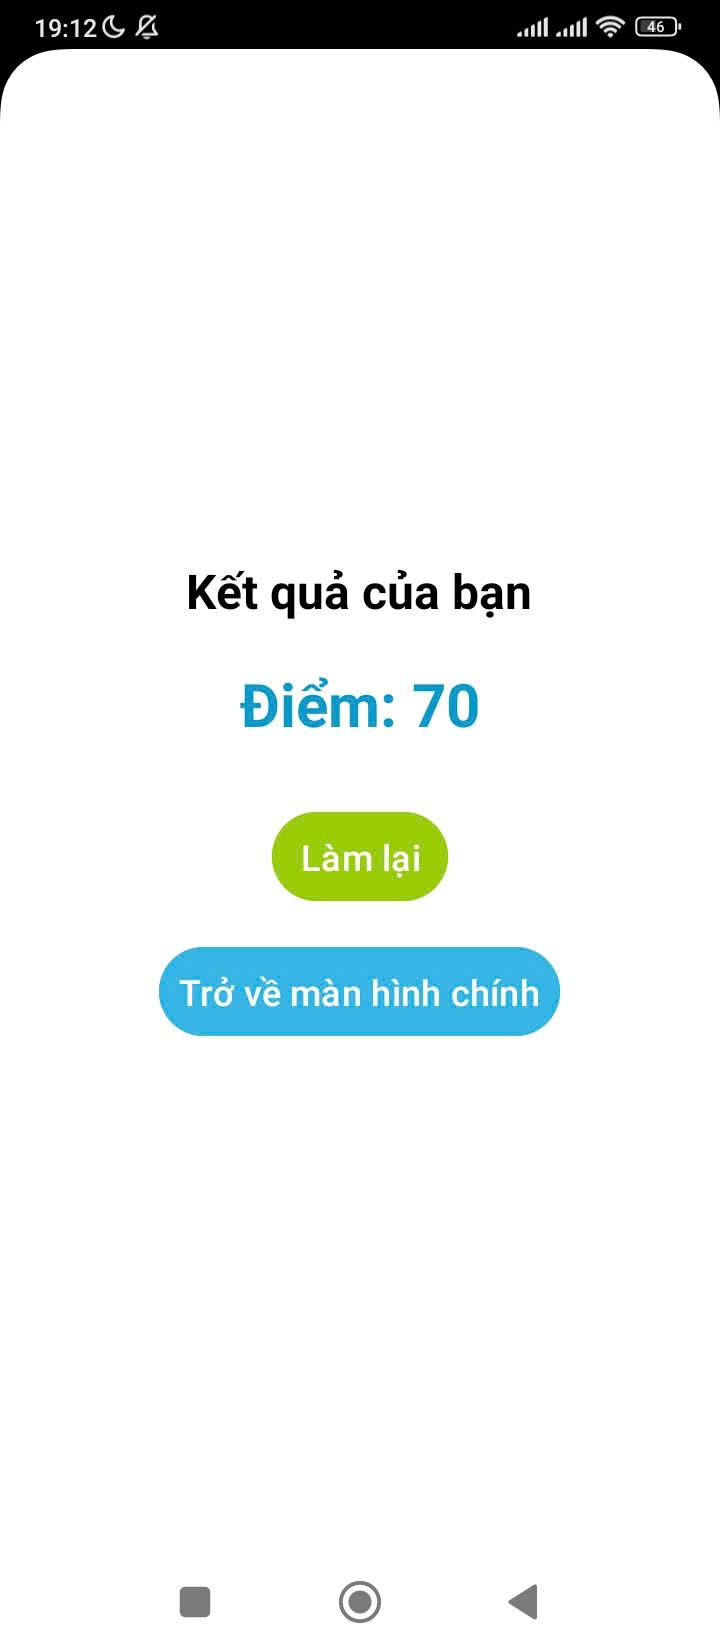 19:12
46
Kết quả của bạn
Điểm: 70
Làm lại
Trở về màn hình chính